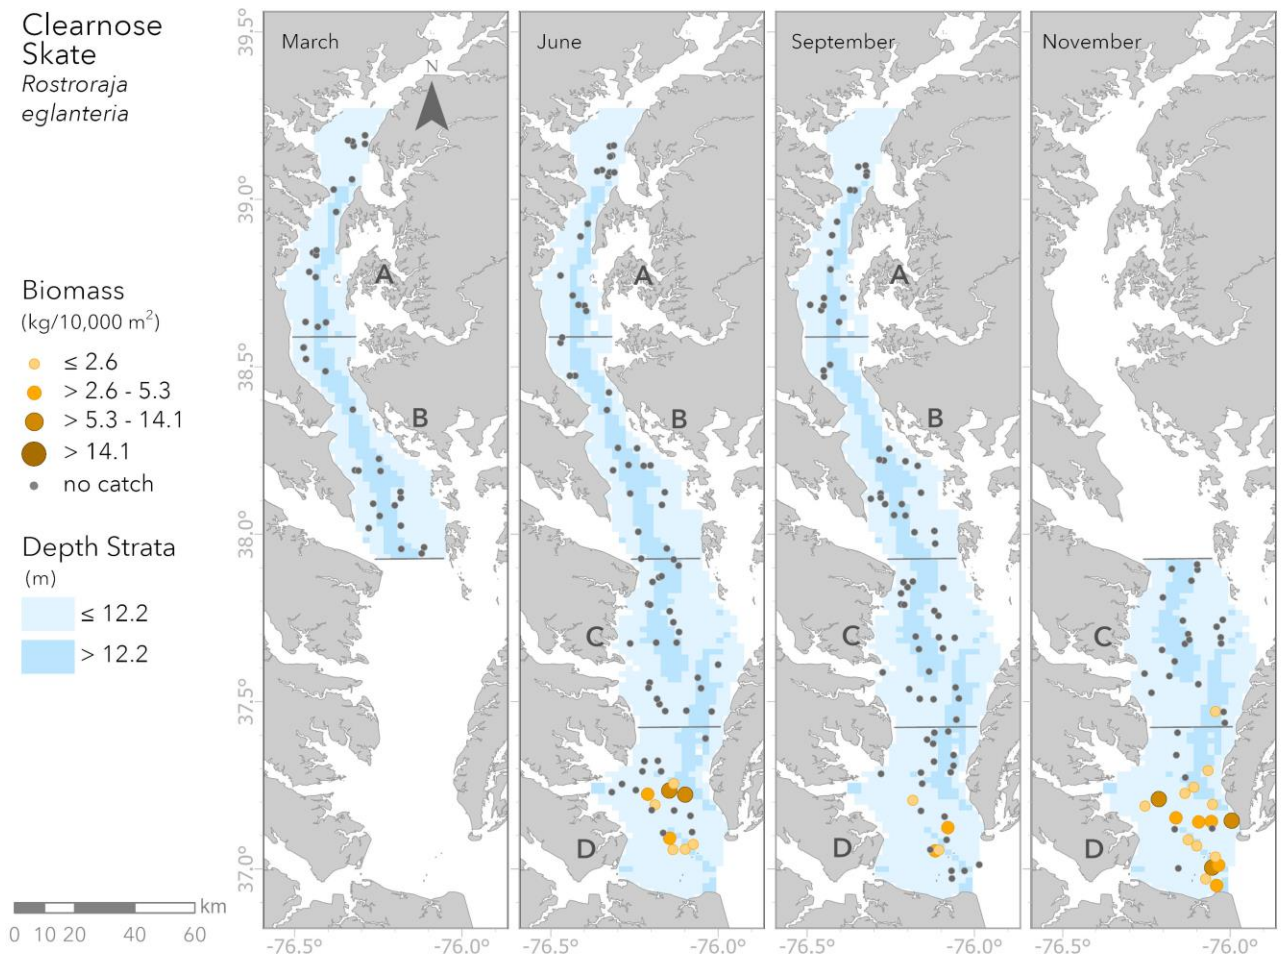 Clearnose
Skate
Rostroraja
eglanteria
Biomass
(kg/10,000 m²)
≤ 2.6
> 2.6 - 5.3
> 5.3 - 14.1
> 14.1
no catch
Depth Strata
(m)
≤ 12.2
> 12.2
km
0 10 20 40 60
March
N
A
B
June
A
B
C
D
September
A
B
C
D
November
C
D
39.5°
39.0°
38.5°
38.0°
37.5°
37.0°
-76.5° -76.0° -76.5° -76.0° -76.5° -76.0° -76.5° -76.0°